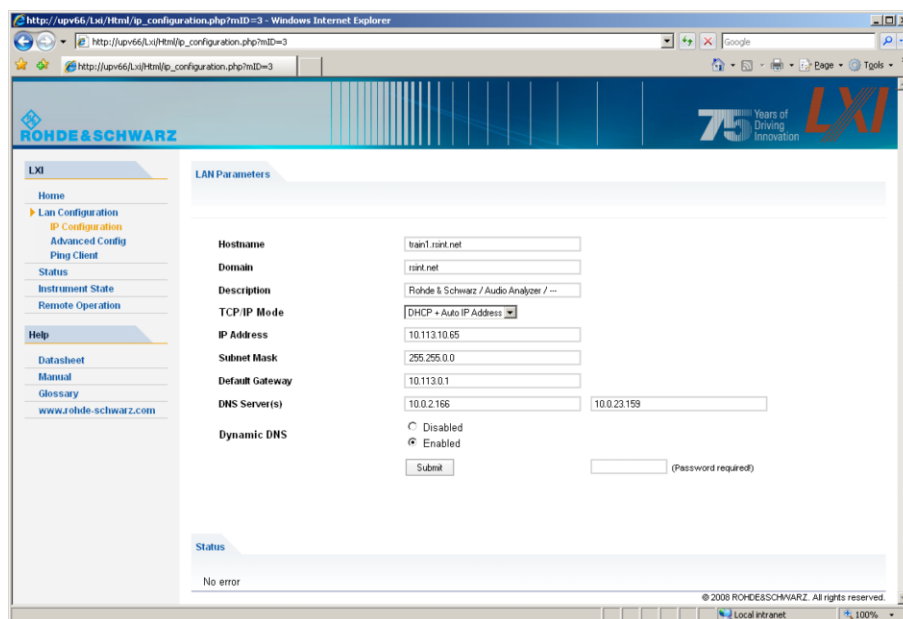 http://upv66/Lxi/Html/ip_configuration.php?mID=3 - Windows Internet Explorer
http://upv66/Lxi/Html/ip_configuration.php?mID=3
Google
http://upv66/Lxi/Html/ip_configuration.php?mID=3
Page
Tools
ROHDE&SCHWARZ
75 Years of
Driving
Innovation
LXI
LXI
LAN Parameters
Home
Lan Configuration
IP Configuration
Advanced Config
Ping Client
Status
Instrument State
Remote Operation
Help
Datasheet
Manual
Glossary
www.rohde-schwarz.com
Hostname train1.rsint.net
Domain rsint.net
Description Rohde & Schwarz / Audio Analyzer / ---
TCP/IP Mode DHCP + Auto IP Address
IP Address 10.113.10.65
Subnet Mask 255.255.0.0
Default Gateway 10.113.0.1
DNS Server(s) 10.0.2.166 10.0.23.159
Dynamic DNS Disabled
Enabled
Submit (Password required!)
Status
No error
© 2008 ROHDE&SCHWARZ. All rights reserved.
Local intranet 100%